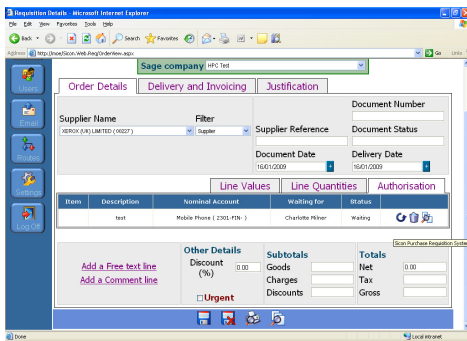 Requisition Details - Microsoft Internet Explorer
File Edit View Favorites Tools Help
Back Search Favorites
Address http://moe/Sicon.Web.Req/OrderView.aspx Go Links
Sage company HPC Test
Users
Email
Routes
Settings
Log Off
Order Details Delivery and Invoicing Justification
Document Number
Supplier Name Filter
XEROX (UK) LIMITED (00227) Supplier Supplier Reference Document Status
Document Date Delivery Date
16/01/2009 16/01/2009
Line Values Line Quantities Authorisation
Item Description Nominal Account Waiting for Status
test Mobile Phone ( 2301-FIN- ) Charlotte Milner Waiting
Sicon Purchase Requisition Syste
Other Details Subtotals Totals
Add a Free text line Discount (%) 0.00 Goods Net 0.00
Add a Comment line Charges Tax
Urgent Discounts Gross
Done Local intranet